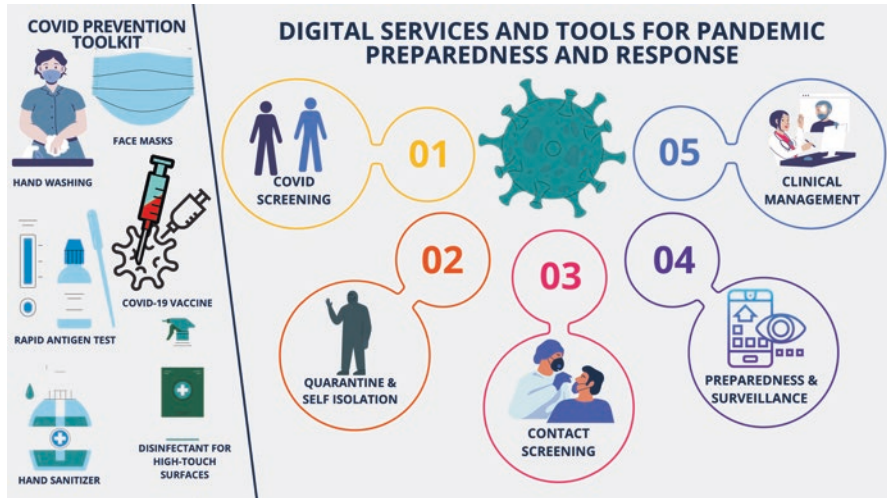 COVID PREVENTION
TOOLKIT
HAND WASHING
FACE MASKS
RAPID ANTIGEN TEST
COVID-19 VACCINE
HAND SANITIZER
DISINFECTANT FOR
HIGH-TOUCH
SURFACES
DIGITAL SERVICES AND TOOLS FOR PANDEMIC
PREPAREDNESS AND RESPONSE
01
COVID
SCREENING
02
QUARANTINE &
SELF ISOLATION
03
CONTACT
SCREENING
04
PREPAREDNESS &
SURVEILLANCE
05
CLINICAL
MANAGEMENT